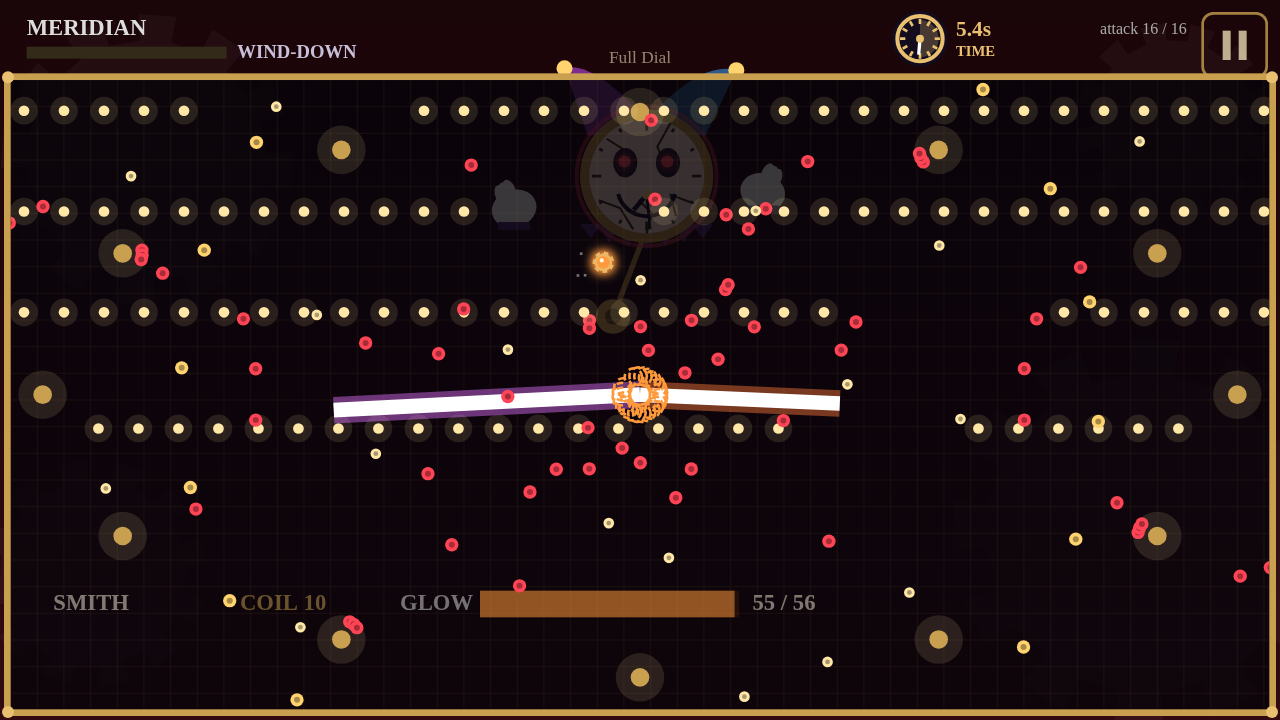 MERIDIAN
WIND-DOWN
Full Dial
5.4s
TIME
attack 16 / 16
SMITH
COIL 10
GLOW
55 / 56